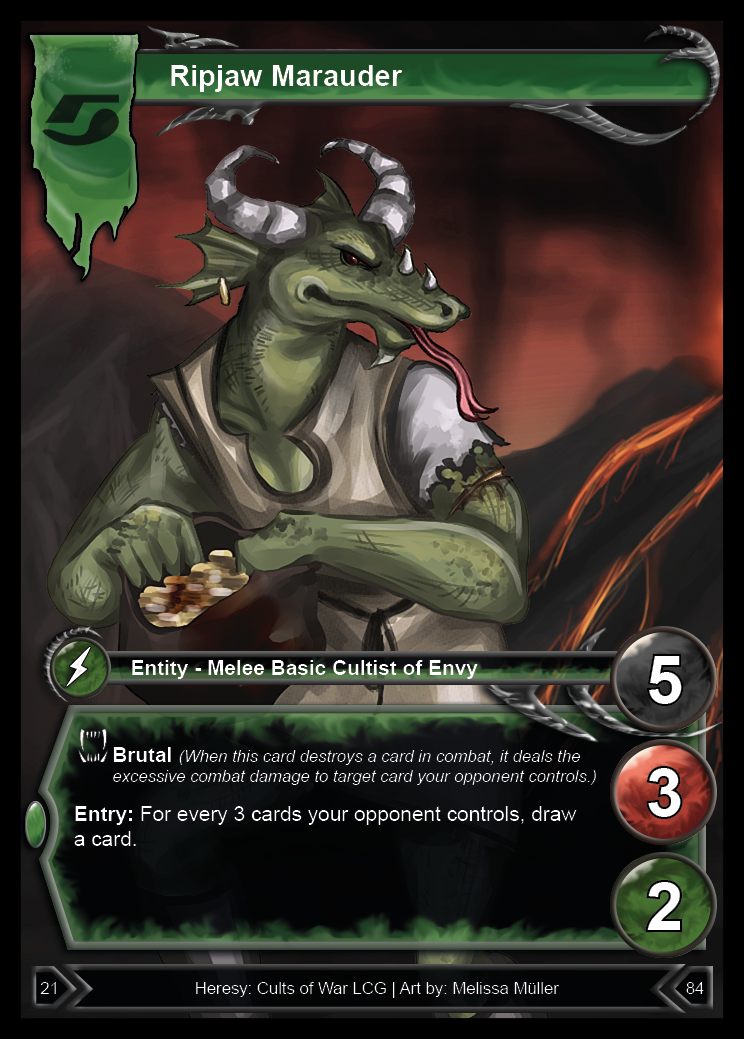 Ripjaw Marauder
Entity - Melee Basic Cultist of Envy
5
Brutal (When this card destroys a card in combat, it deals the
excessive combat damage to target card your opponent controls.)
3
Entry: For every 3 cards your opponent controls, draw
a card.
2
21
Heresy: Cults of War LCG | Art by: Melissa Müller
84